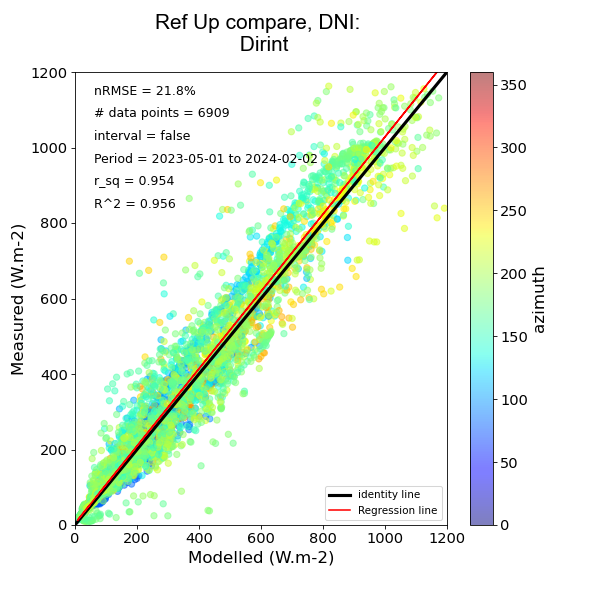 Ref Up compare, DNI:
Dirint
nRMSE = 21.8%
# data points = 6909
interval = false
Period = 2023-05-01 to 2024-02-02
r_sq = 0.954
R^2 = 0.956
1200
1000
800
600
400
200
0
Measured (W.m-2)
0
200
400
600
800
1000
1200
Modelled (W.m-2)
identity line
Regression line
350
300
250
200
150
100
50
0
azimuth